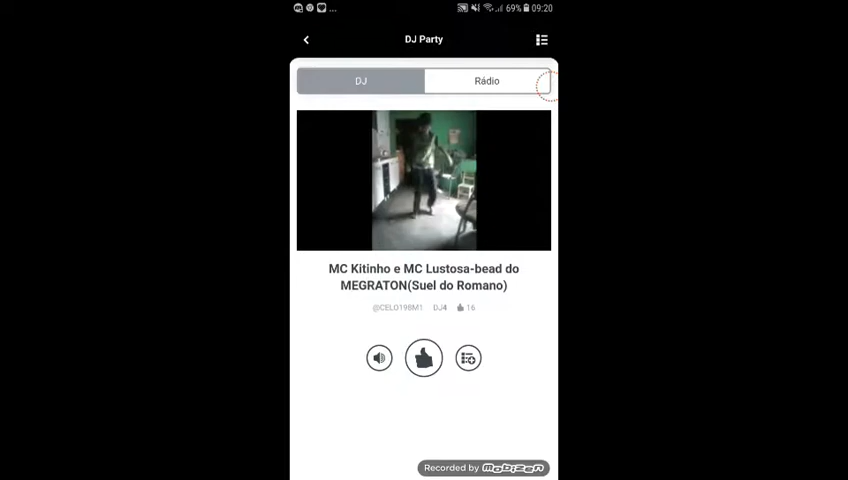 ... 69% 09:20
DJ Party
DJ
Rádio
MC Kitinho e MC Lustosa-bead do
MEGRATON(Suel do Romano)
@CELO198M1 DJ4 16
Recorded by mobizen